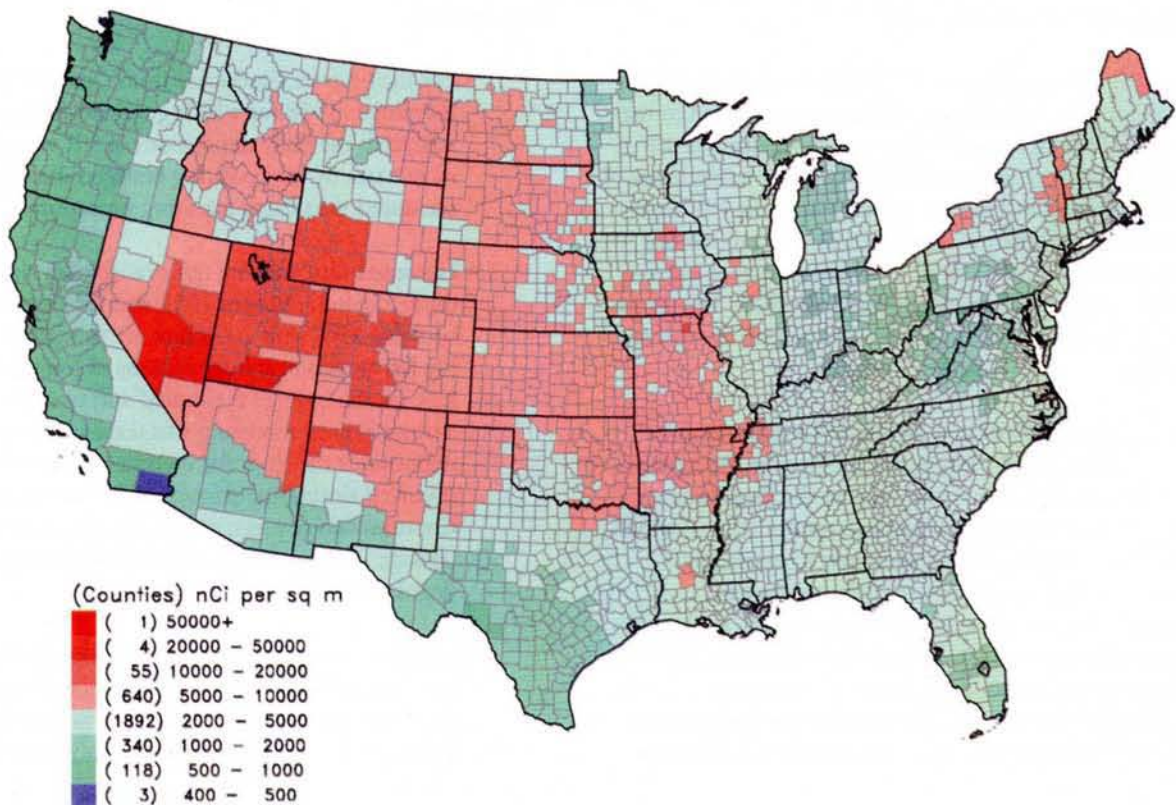 (Counties) nCi per sq m
( 1) 50000+
( 4) 20000 - 50000
( 55) 10000 - 20000
( 640) 5000 - 10000
(1892) 2000 - 5000
( 340) 1000 - 2000
( 118) 500 - 1000
( 3) 400 - 500